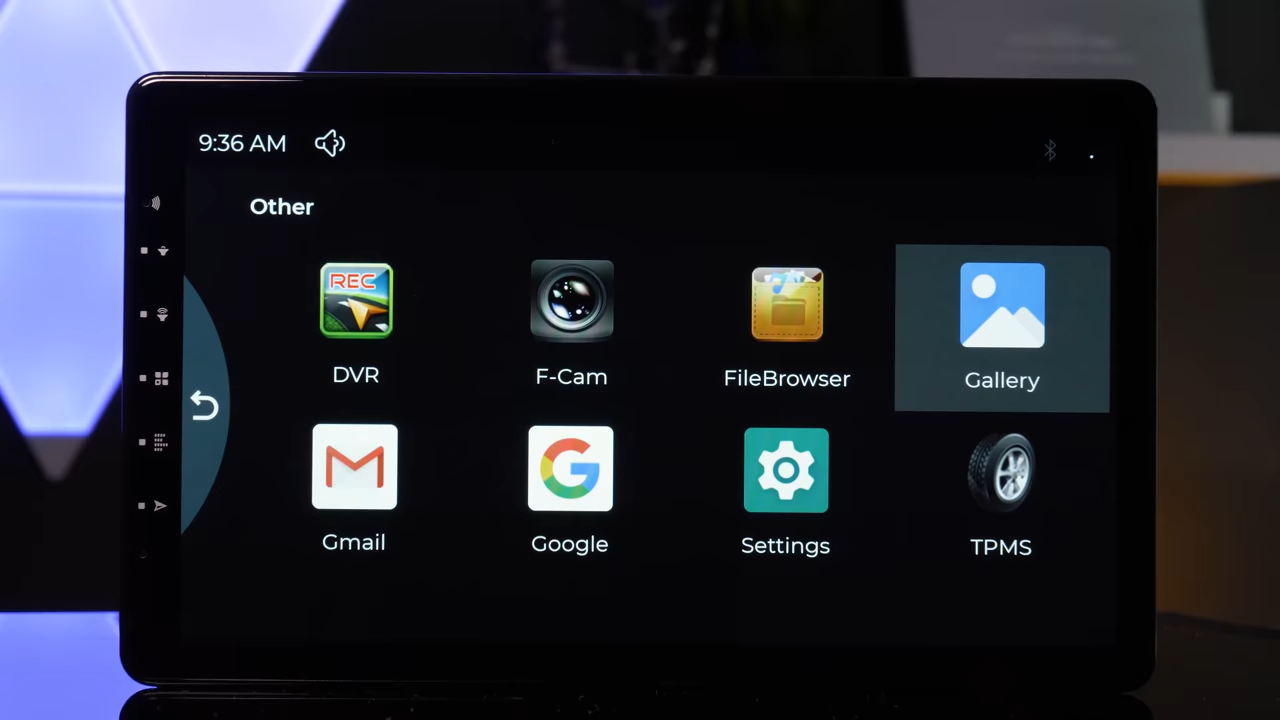 9:36 AM
Other
REC
DVR
F-Cam
FileBrowser
Gallery
Gmail
Google
Settings
TPMS